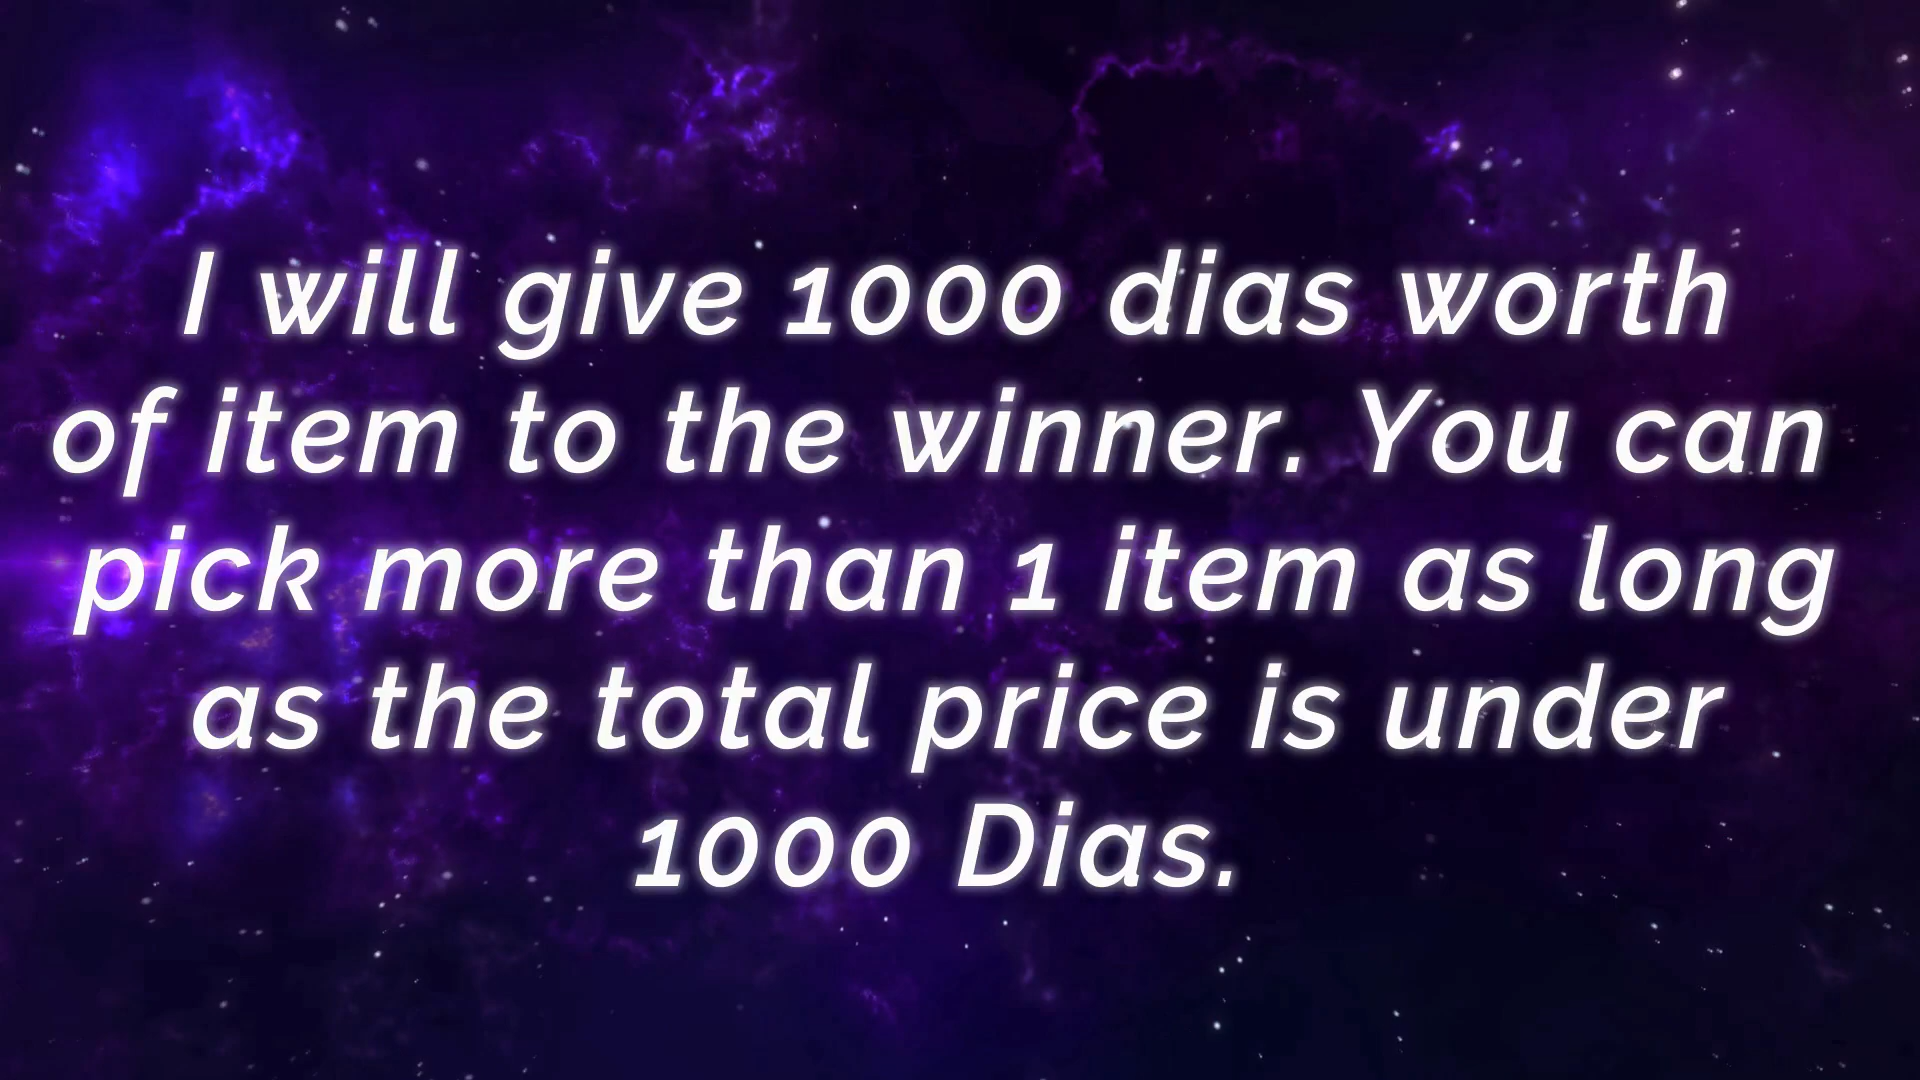 I will give 1000 dias worth
of item to the winner. You can
pick more than 1 item as long
as the total price is under
1000 Dias.